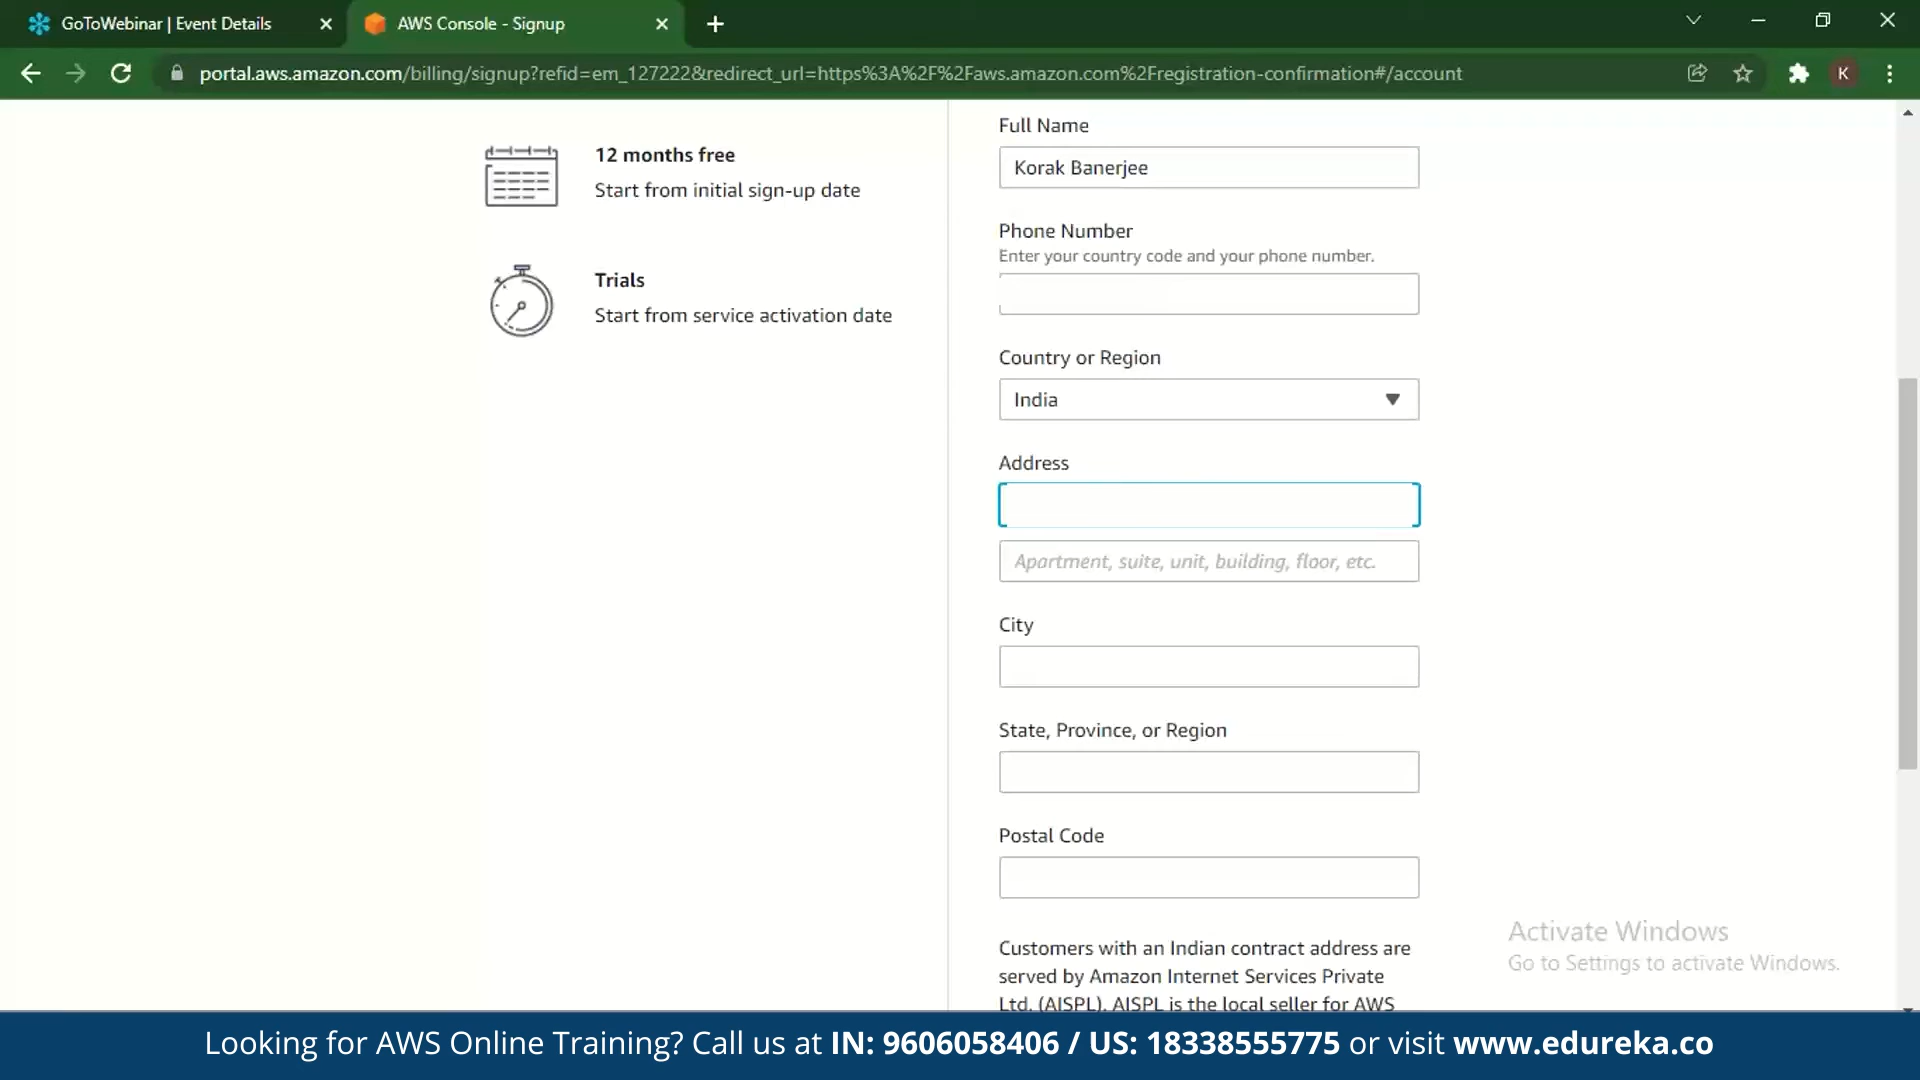 GoToWebinar | Event Details
AWS Console - Signup
portal.aws.amazon.com/billing/signup?refid=em_127222&redirect_url=https%3A%2F%2Faws.amazon.com%2Fregistration-confirmation#/account
K
12 months free
Start from initial sign-up date
Trials
Start from service activation date
Full Name
Korak Banerjee
Phone Number
Enter your country code and your phone number.
Country or Region
India
Address
Apartment, suite, unit, building, floor, etc.
City
State, Province, or Region
Postal Code
Customers with an Indian contract address are
served by Amazon Internet Services Private
Ltd. (AISPL). AISPL is the local seller for AWS
Activate Windows
Go to Settings to activate Windows.
Looking for AWS Online Training? Call us at IN: 9606058406 / US: 18338555775 or visit www.edureka.co